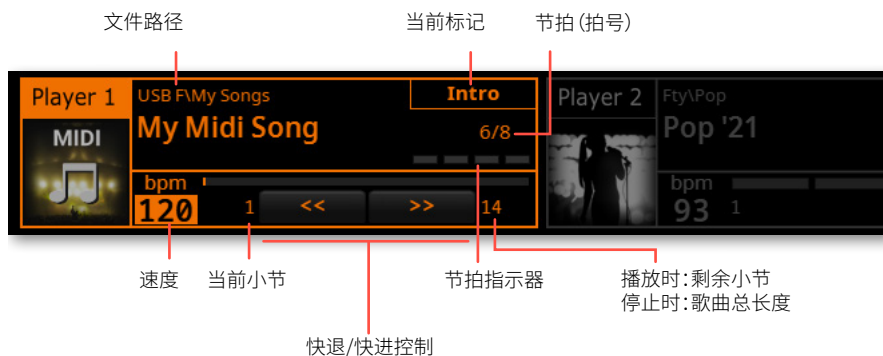 文件路径
当前标记
节拍(拍号)
Player 1
USB F\My Songs
Intro
MIDI
My Midi Song
6/8
bpm
120
1
<<
>>
14
Player 2
Fty\Pop
Pop '21
bpm
93
1
速度
当前小节
节拍指示器
播放时:剩余小节
停止时:歌曲总长度
快退/快进控制